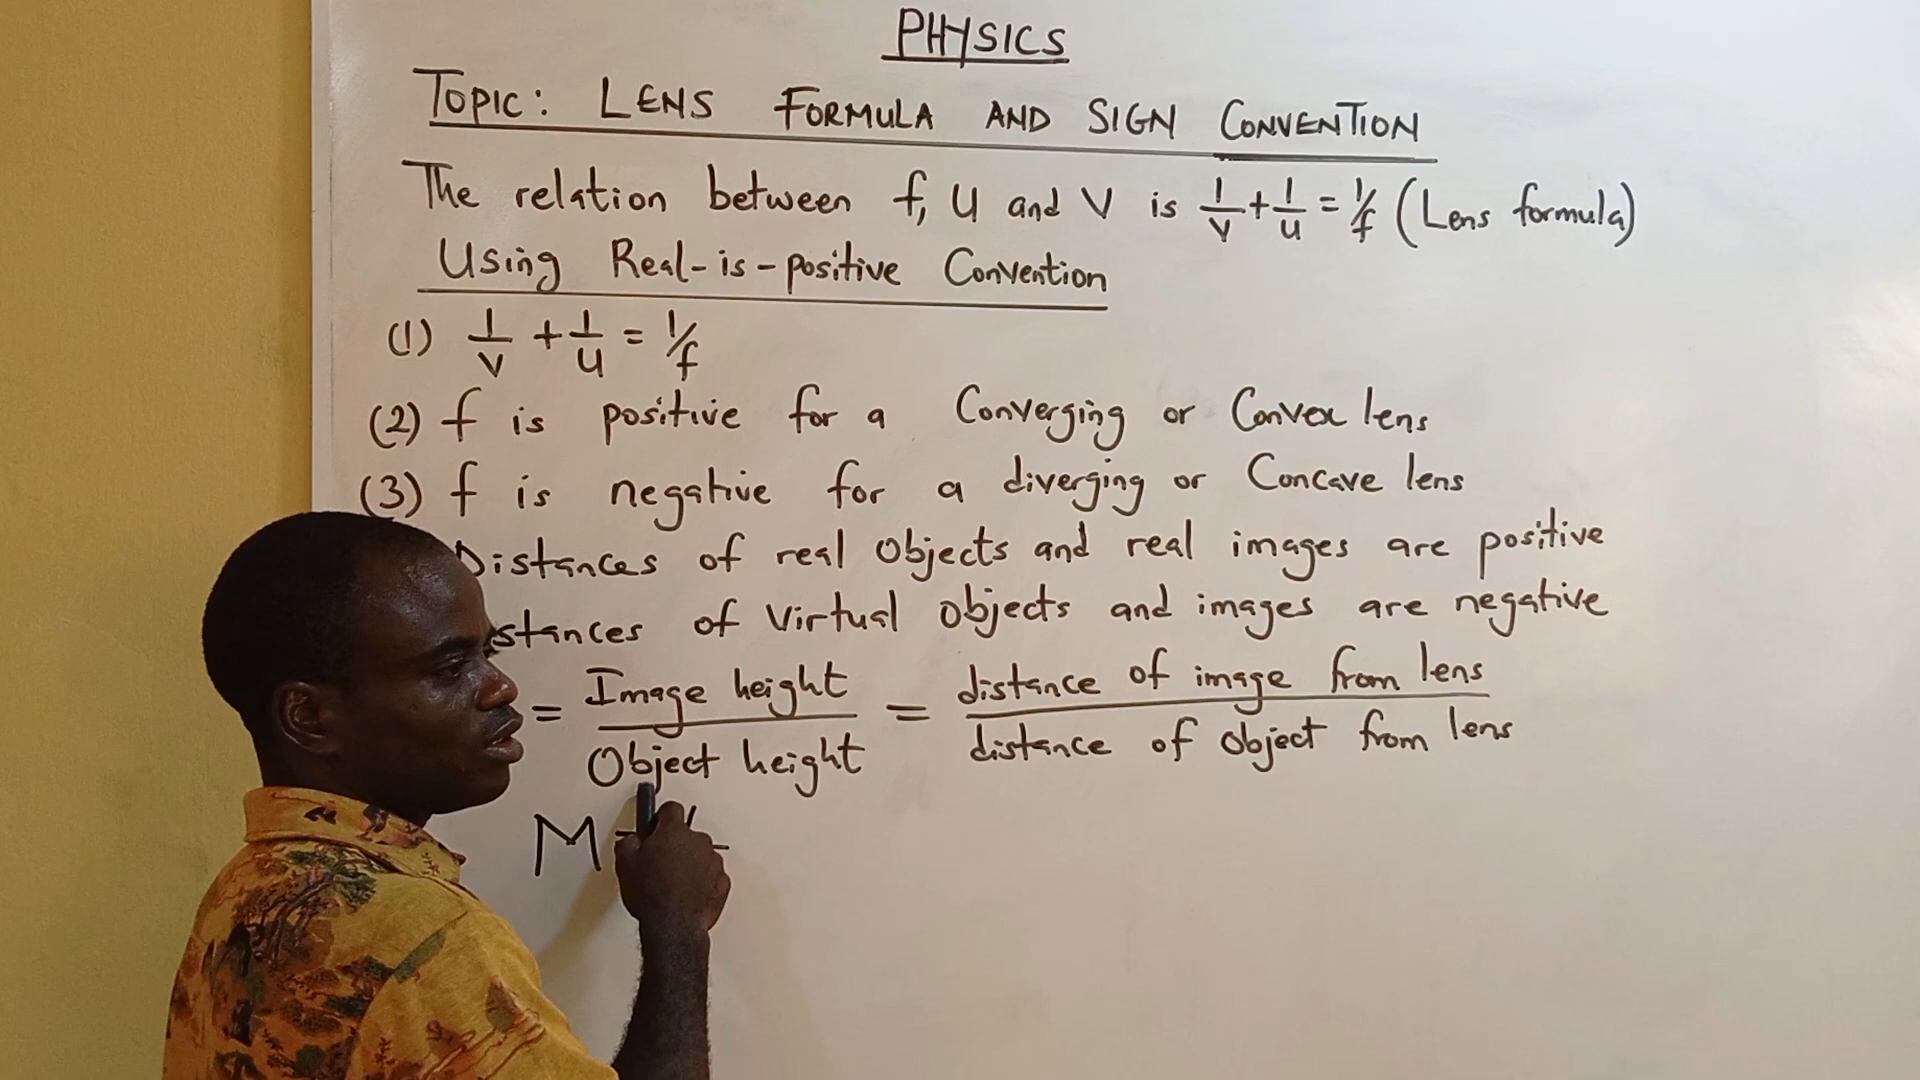 PHYSICS
TOPIC: LENS FORMULA AND SIGN CONVENTION
The relation between f, U and V is 1/V + 1/u = 1/f (Lens formula)
Using Real-is-positive Convention
(1) 1/V + 1/u = 1/f
(2) f is positive for a Converging or Convex lens
(3) f is negative for a diverging or Concave lens
Distances of real Objects and real images are positive
stances of Virtual Objects and images are negative
= Image height / Object height = distance of image from lens / distance of object from lens
M